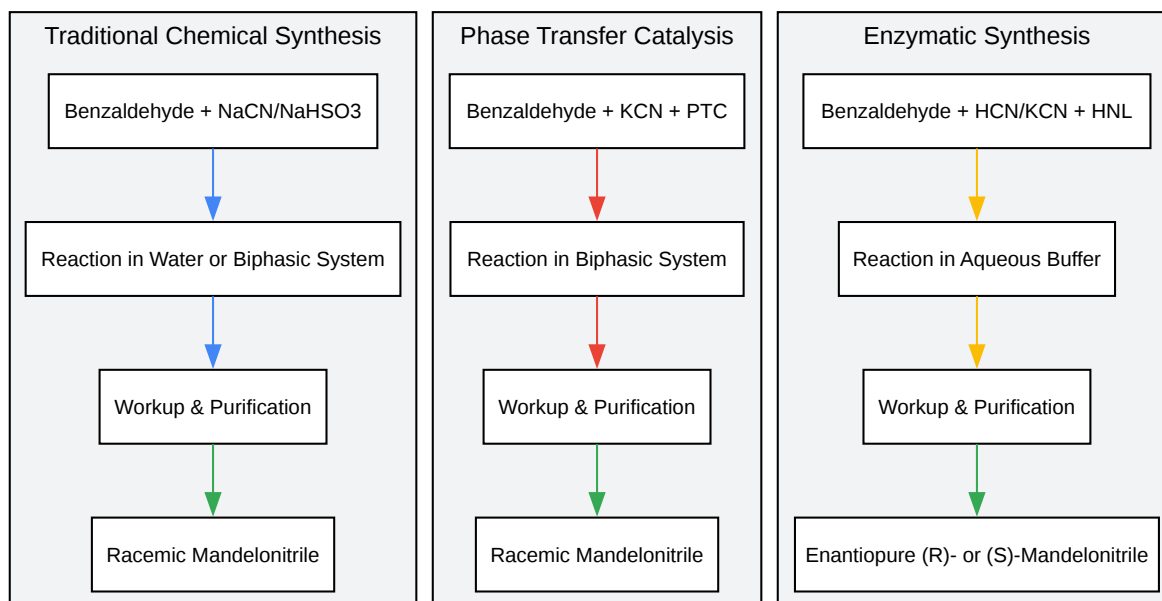 Traditional Chemical Synthesis
Benzaldehyde + NaCN/NaHSO3
Reaction in Water or Biphasic System
Workup & Purification
Racemic Mandelonitrile
Phase Transfer Catalysis
Benzaldehyde + KCN + PTC
Reaction in Biphasic System
Workup & Purification
Racemic Mandelonitrile
Enzymatic Synthesis
Benzaldehyde + HCN/KCN + HNL
Reaction in Aqueous Buffer
Workup & Purification
Enantiopure (R)- or (S)-Mandelonitrile